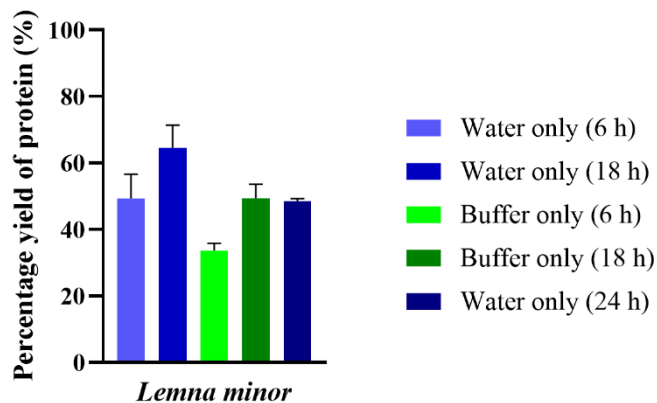 Percentage yield of protein (%)
100
80
60
40
20
0
Lemna minor
Water only (6 h)
Water only (18 h)
Buffer only (6 h)
Buffer only (18 h)
Water only (24 h)